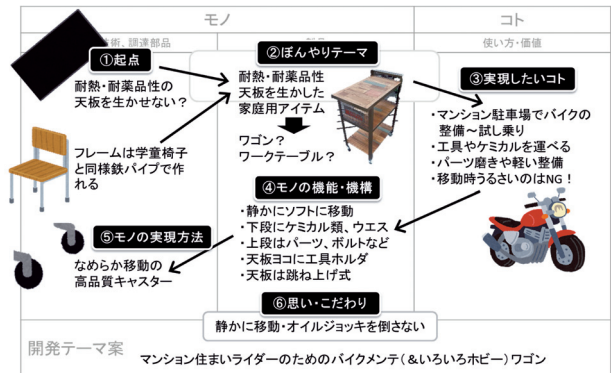 モノ
コト
術、調達部品
使い方・価値
①起点
耐熱・耐薬品性の
天板を生かせない？
フレームは学童椅子
と同様鉄パイプで作
れる
②ぼんやりテーマ
耐熱・耐薬品性
天板を生かした
家庭用アイテム
ワゴン？
ワークテーブル？
③実現したいコト
・マンション駐車場でバイクの
整備～試し乗り
・工具やケミカルを運べる
・パーツ磨きや軽い整備
・移動時うるさいのはNG！
④モノの機能・機構
・静かにソフトに移動
・下段にケミカル類、ウエス
・上段はパーツ、ボルトなど
・天板ヨコに工具ホルダ
・天板は跳ね上げ式
⑤モノの実現方法
なめらか移動の
高品質キャスター
⑥思い・こだわり
静かに移動・オイルジョッキを倒さない
開発テーマ案
マンション住まいライダーのためのバイクメンテ（＆いろいろホビー）ワゴン